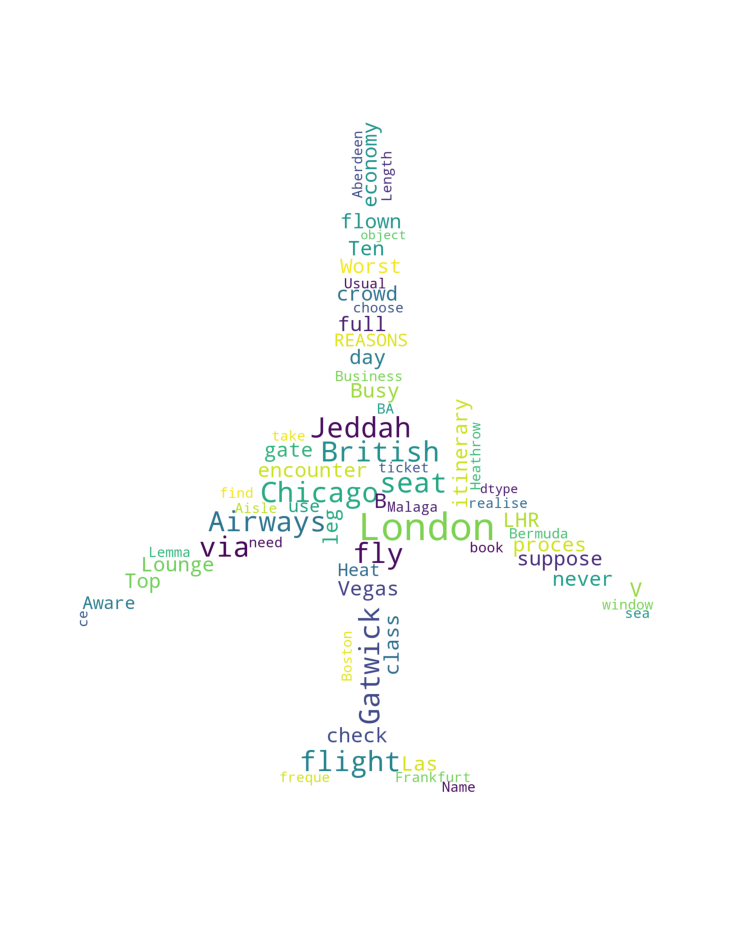 Aberdeen
economy
Length
flown
object
Ten
Worst
Usual
crowd
choose
full
REASONS
day
Business
Busy
BA
Jeddah
take
gate
British
itinerary
Heathrow
encounter
ticket
seat
find
Chicago
dtype
B
Malaga
realise
Aisle
use
leg
Airways
London
LHR
Bermuda
via
need
fly
book
proces
Lemma
Lounge
suppose
Heat
Top
never
Vegas
V
Aware
window
ce
sea
Gatwick
class
Boston
check
flight
Las
freque
Frankfurt
Name